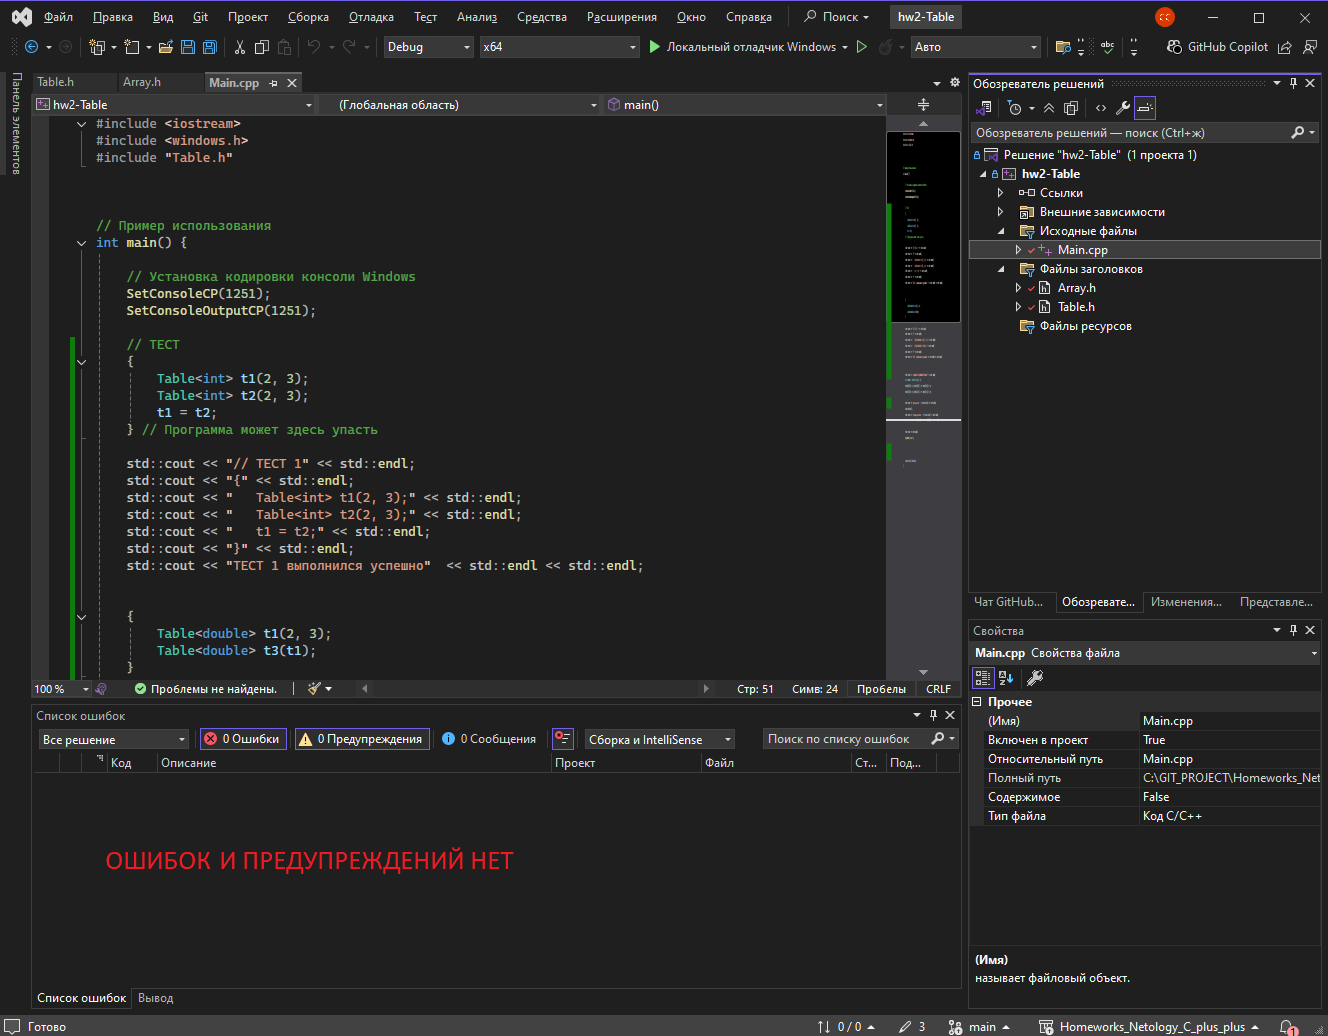 Файл Правка Вид Git Проект Сборка Отладка Тест Анализ Средства Расширения Окно Справка Поиск hw2-Table CC
Debug x64 Локальный отладчик Windows Авто GitHub Copilot
Панель элементов
Table.h Array.h Main.cpp
hw2-Table (Глобальная область) main()
#include <iostream>
#include <windows.h>
#include "Table.h"
// Пример использования
int main() {
// Установка кодировки консоли Windows
SetConsoleCP(1251);
SetConsoleOutputCP(1251);
// ТЕСТ
{
Table<int> t1(2, 3);
Table<int> t2(2, 3);
t1 = t2;
} // Программа может здесь упасть
std::cout << "// ТЕСТ 1" << std::endl;
std::cout << "{" << std::endl;
std::cout << "   Table<int> t1(2, 3);" << std::endl;
std::cout << "   Table<int> t2(2, 3);" << std::endl;
std::cout << "   t1 = t2;" << std::endl;
std::cout << "}" << std::endl;
std::cout << "ТЕСТ 1 выполнился успешно"  << std::endl << std::endl;
{
Table<double> t1(2, 3);
Table<double> t3(t1);
}
100 % Проблемы не найдены. Стр: 51 Симв: 24 Пробелы CRLF
Список ошибок
Все решение 0 Ошибки 0 Предупреждения 0 Сообщения Сборка и IntelliSense Поиск по списку ошибок
Код Описание Проект Файл Ст... Под...
ОШИБОК И ПРЕДУПРЕЖДЕНИЙ НЕТ
Список ошибок Вывод
Обозреватель решений
Обозреватель решений — поиск (Ctrl+ж)
Решение "hw2-Table" (1 проекта 1)
hw2-Table
Ссылки
Внешние зависимости
Исходные файлы
Main.cpp
Файлы заголовков
Array.h
Table.h
Файлы ресурсов
Чат GitHub... Обозревате... Изменения... Представле...
Свойства
Main.cpp Свойства файла
Прочее
(Имя) Main.cpp
Включен в проект True
Относительный путь Main.cpp
Полный путь C:\GIT_PROJECT\Homeworks_Net
Содержимое False
Тип файла Код C/C++
(Имя)
называет файловый объект.
Готово 0 / 0 3 main Homeworks_Netology_C_plus_plus 1